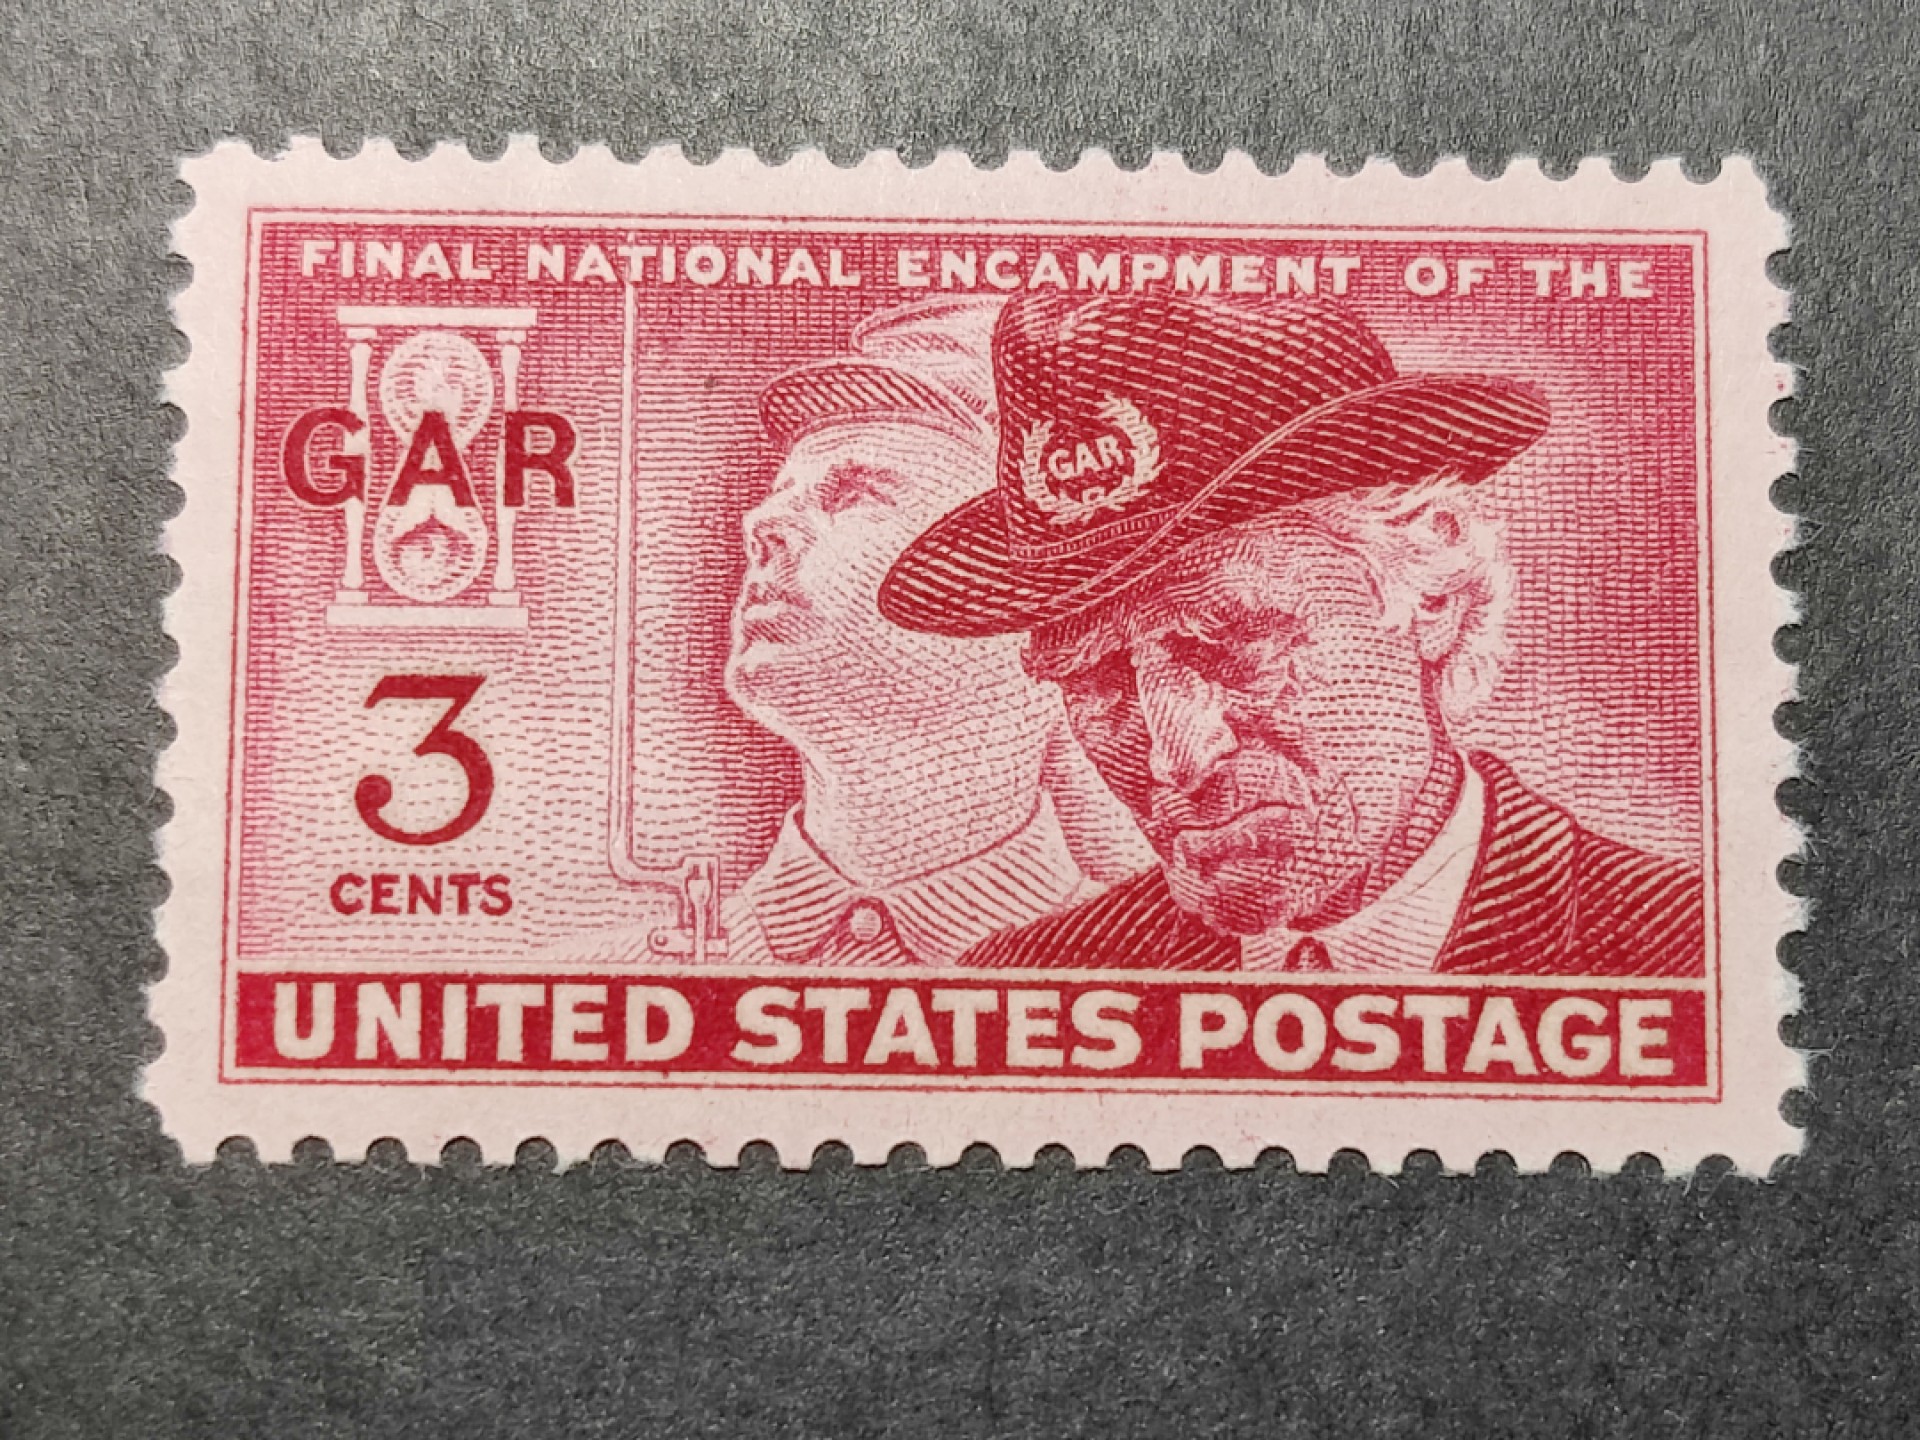 FINAL NATIONAL ENCAMPMENT OF THE
GAR
GAR
3
CENTS
UNITED STATES POSTAGE